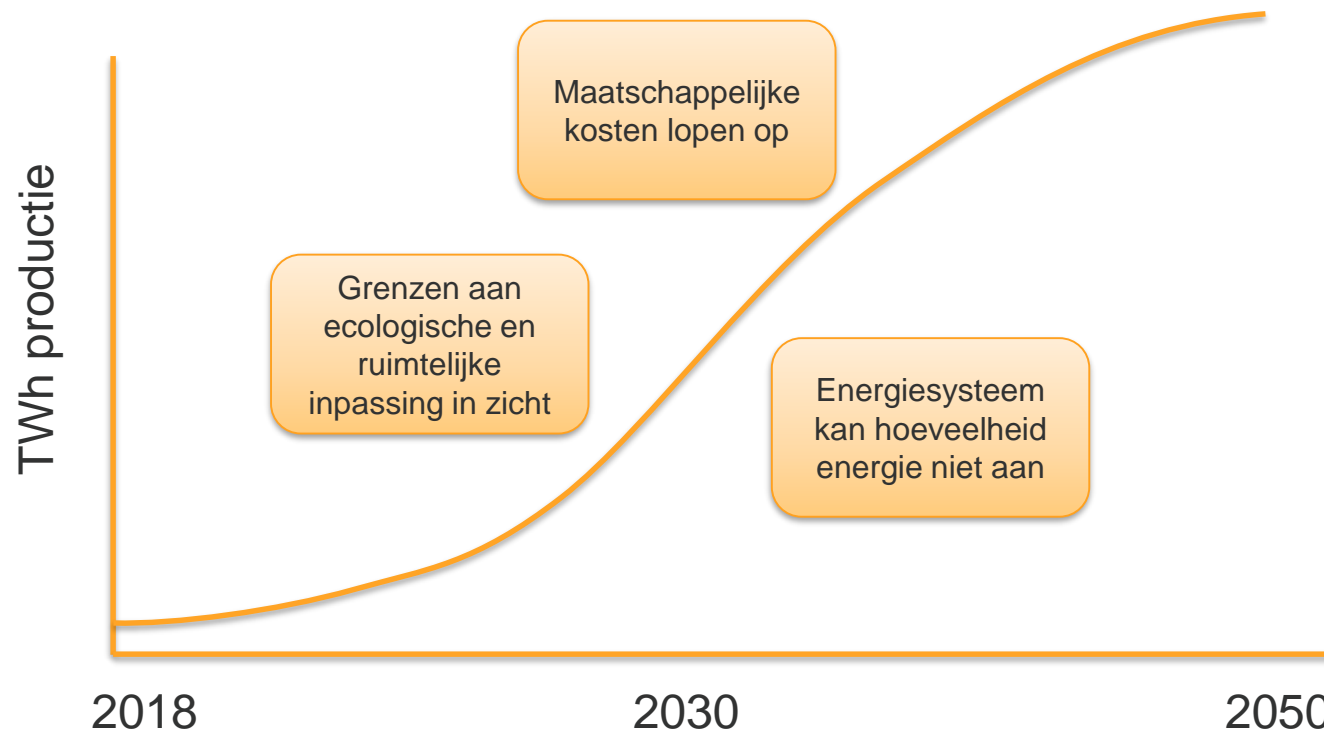 Maatschappelijke
kosten lopen op
TWh productie
Grenzen aan
ecologische en
ruimtelijke
inpassing in zicht
Energiesysteem
kan hoeveelheid
energie niet aan
2018
2030
2050